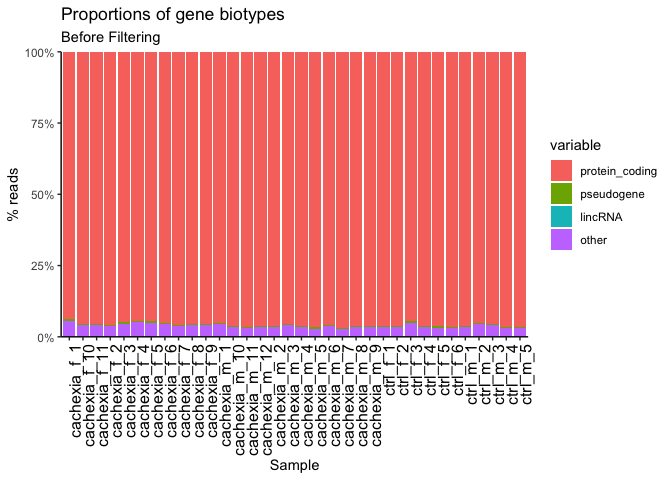 Proportions of gene biotypes
Before Filtering
100%
75%
50%
25%
0%
% reads
cachexia_f_1
cachexia_f_10
cachexia_f_11
cachexia_f_2
cachexia_f_3
cachexia_f_4
cachexia_f_5
cachexia_f_6
cachexia_f_7
cachexia_f_8
cachexia_f_9
cachexia_m_1
cachexia_m_10
cachexia_m_11
cachexia_m_12
cachexia_m_2
cachexia_m_3
cachexia_m_4
cachexia_m_5
cachexia_m_6
cachexia_m_7
cachexia_m_8
cachexia_m_9
ctrl_f_1
ctrl_f_2
ctrl_f_3
ctrl_f_4
ctrl_f_5
ctrl_f_6
ctrl_m_1
ctrl_m_2
ctrl_m_3
ctrl_m_4
ctrl_m_5
Sample
variable
protein_coding
pseudogene
lincRNA
other